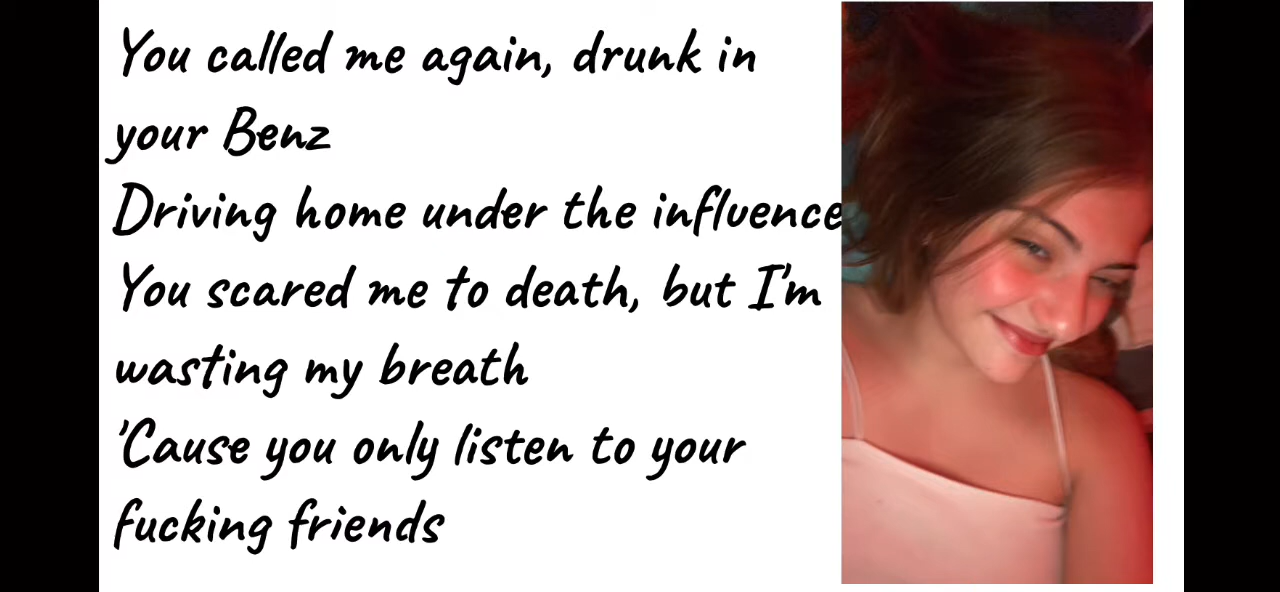 You called me again, drunk in
your Benz
Driving home under the influence
You scared me to death, but I'm
wasting my breath
'Cause you only listen to your
fucking friends